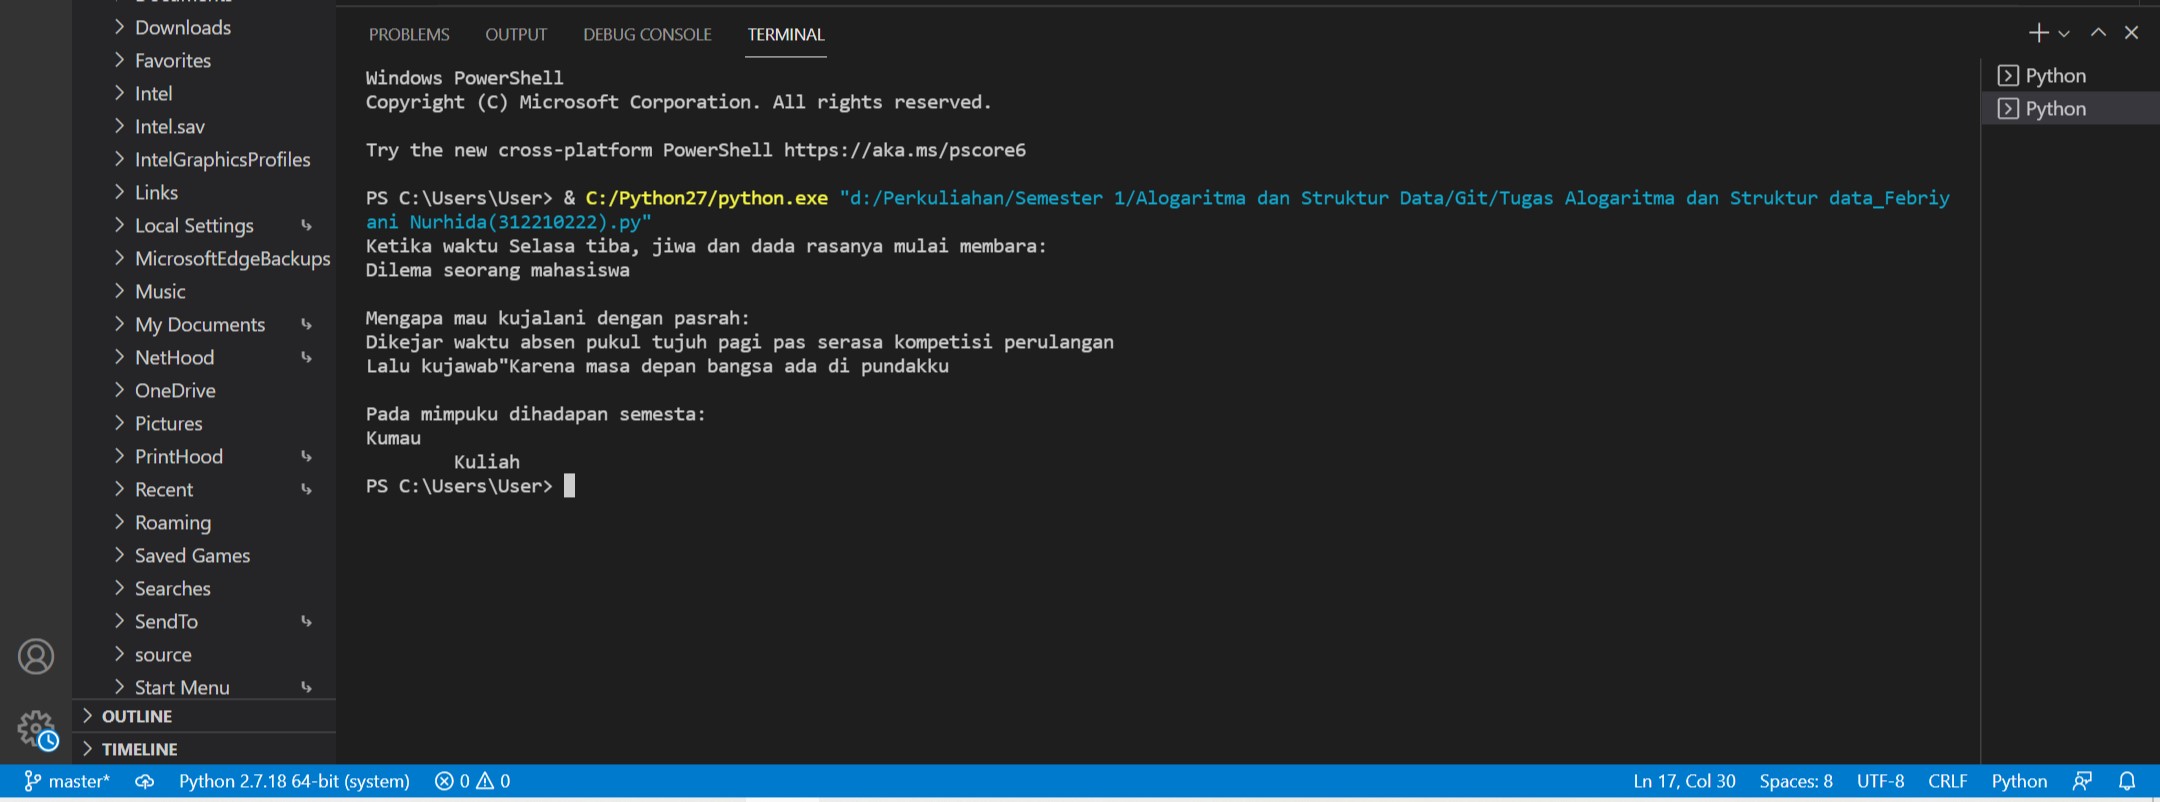 Downloads
Favorites
Intel
Intel.sav
IntelGraphicsProfiles
Links
Local Settings
MicrosoftEdgeBackups
Music
My Documents
NetHood
OneDrive
Pictures
PrintHood
Recent
Roaming
Saved Games
Searches
SendTo
source
Start Menu
OUTLINE
TIMELINE
PROBLEMS OUTPUT DEBUG CONSOLE TERMINAL
Windows PowerShell
Copyright (C) Microsoft Corporation. All rights reserved.
Try the new cross-platform PowerShell https://aka.ms/pscore6
PS C:\Users\User> & C:/Python27/python.exe "d:/Perkuliahan/Semester 1/Alogaritma dan Struktur Data/Git/Tugas Alogaritma dan Struktur data_Febriy
ani Nurhida(312210222).py"
Ketika waktu Selasa tiba, jiwa dan dada rasanya mulai membara:
Dilema seorang mahasiswa
Mengapa mau kujalani dengan pasrah:
Dikejar waktu absen pukul tujuh pagi pas serasa kompetisi perulangan
Lalu kujawab"Karena masa depan bangsa ada di pundakku
Pada mimpuku dihadapan semesta:
Kumau
Kuliah
PS C:\Users\User>
Python
Python
master* Python 2.7.18 64-bit (system) 0 0 Ln 17, Col 30 Spaces: 8 UTF-8 CRLF Python